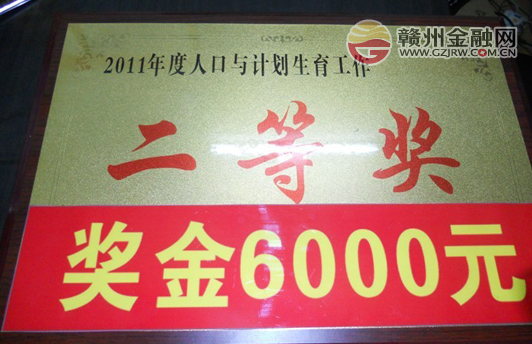 赣州金融网
WWW.GZJRW.COM.CN
2011年度人口与计划生育工作
二等奖
奖金6000元